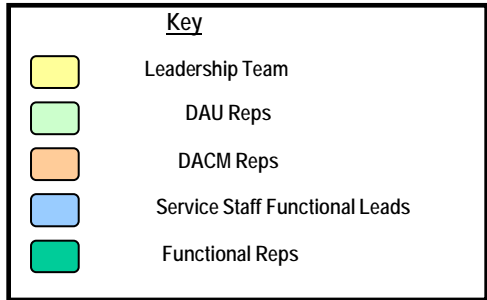 Key
Leadership Team
DAU Reps
DACM Reps
Service Staff Functional Leads
Functional Reps